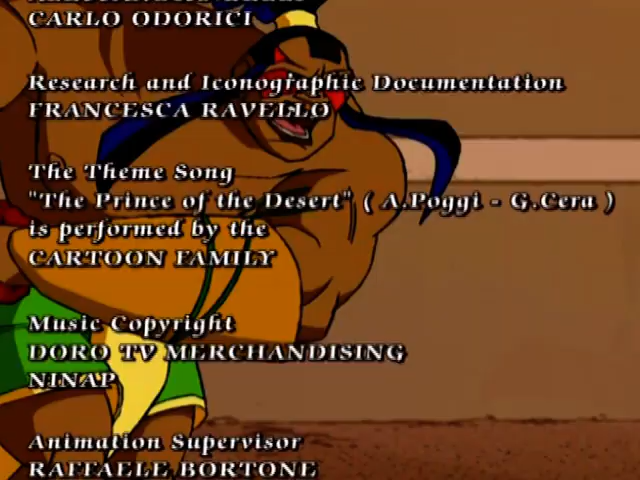 CARLO ODORICI
Research and Iconographic Documentation
FRANCESCA RAVELLO
The Theme Song
"The Prince of the Desert" ( A.Poggi - G.Cera )
is performed by the
CARTOON FAMILY
Music Copyright
DORO TV MERCHANDISING
NINAP
Animation Supervisor
RAFFAELE BORTONE